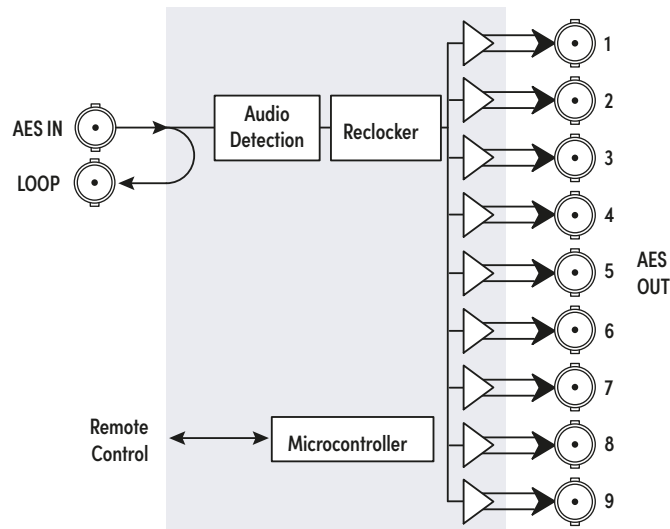 AES IN
LOOP
Audio
Detection
Reclocker
1
2
3
4
5
6
7
8
9
AES
OUT
Remote
Control
Microcontroller